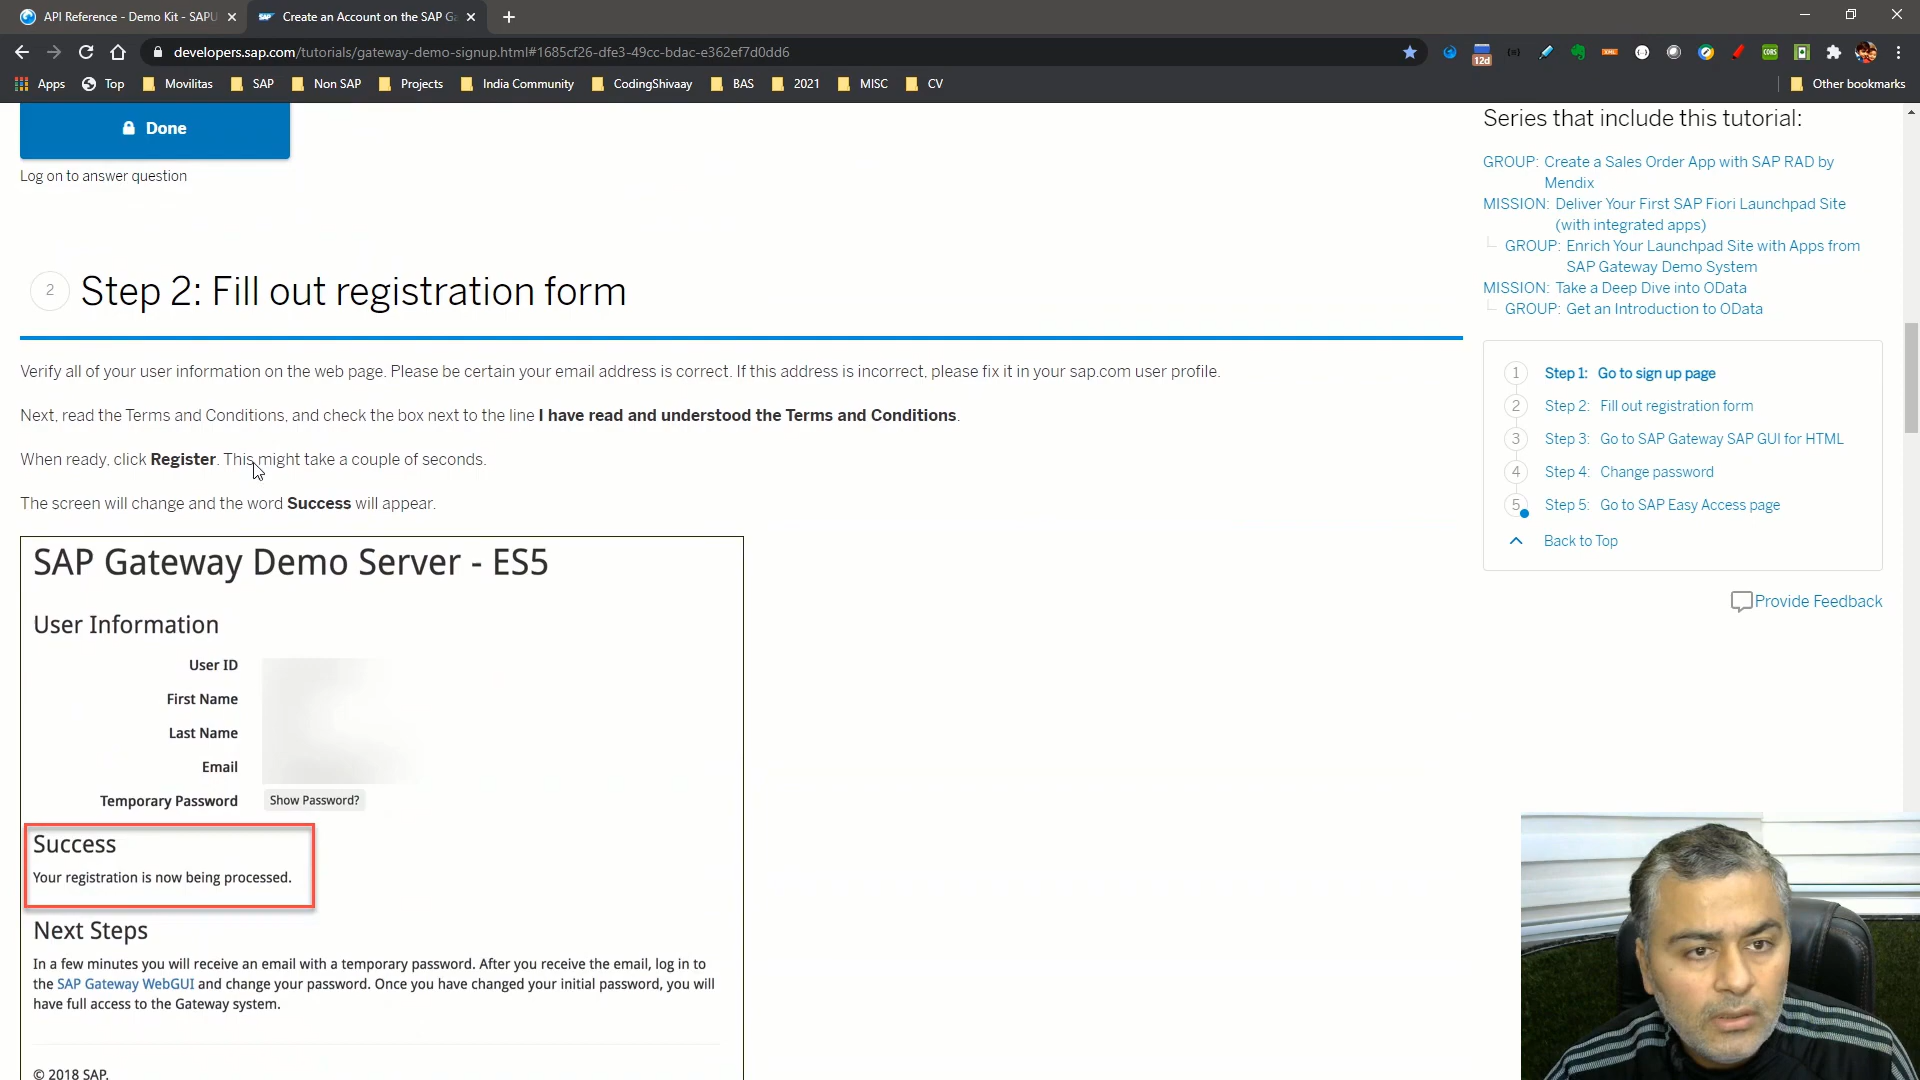 API Reference - Demo Kit - SAPU
Create an Account on the SAP Ga
developers.sap.com/tutorials/gateway-demo-signup.html#1685cf26-dfe3-49cc-bdac-e362ef7d0dd6
12d
CORS
Apps Top Movilitas SAP Non SAP Projects India Community CodingShivaay BAS 2021 MISC CV Other bookmarks
Done
Log on to answer question
2 Step 2: Fill out registration form
Verify all of your user information on the web page. Please be certain your email address is correct. If this address is incorrect, please fix it in your sap.com user profile.
Next, read the Terms and Conditions, and check the box next to the line I have read and understood the Terms and Conditions.
When ready, click Register. This might take a couple of seconds.
The screen will change and the word Success will appear.
SAP Gateway Demo Server - ES5
User Information
User ID
First Name
Last Name
Email
Temporary Password Show Password?
Success
Your registration is now being processed.
Next Steps
In a few minutes you will receive an email with a temporary password. After you receive the email, log in to
the SAP Gateway WebGUI and change your password. Once you have changed your initial password, you will
have full access to the Gateway system.
© 2018 SAP.
Series that include this tutorial:
GROUP: Create a Sales Order App with SAP RAD by
Mendix
MISSION: Deliver Your First SAP Fiori Launchpad Site
(with integrated apps)
GROUP: Enrich Your Launchpad Site with Apps from
SAP Gateway Demo System
MISSION: Take a Deep Dive into OData
GROUP: Get an Introduction to OData
1 Step 1: Go to sign up page
2 Step 2: Fill out registration form
3 Step 3: Go to SAP Gateway SAP GUI for HTML
4 Step 4: Change password
5 Step 5: Go to SAP Easy Access page
Back to Top
Provide Feedback